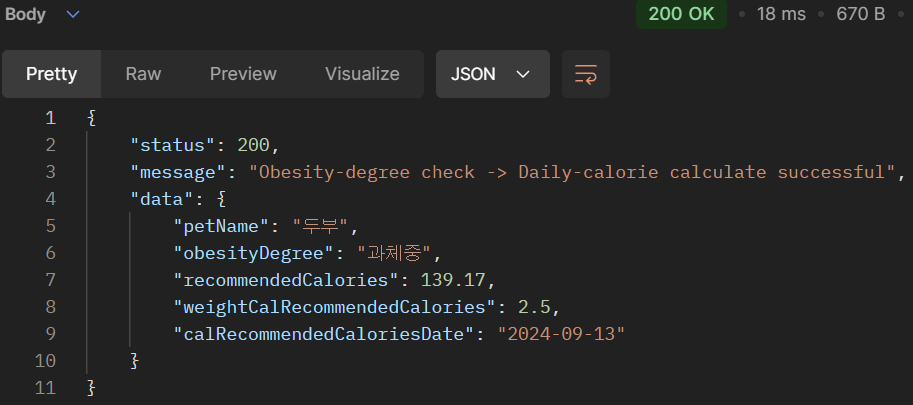 Body 200 OK • 18 ms • 670 B •
Pretty Raw Preview Visualize JSON
1 {
2 "status": 200,
3 "message": "Obesity-degree check -> Daily-calorie calculate successful",
4 "data": {
5 "petName": "두부",
6 "obesityDegree": "과체중",
7 "recommendedCalories": 139.17,
8 "weightCalRecommendedCalories": 2.5,
9 "calRecommendedCaloriesDate": "2024-09-13"
10 }
11 }